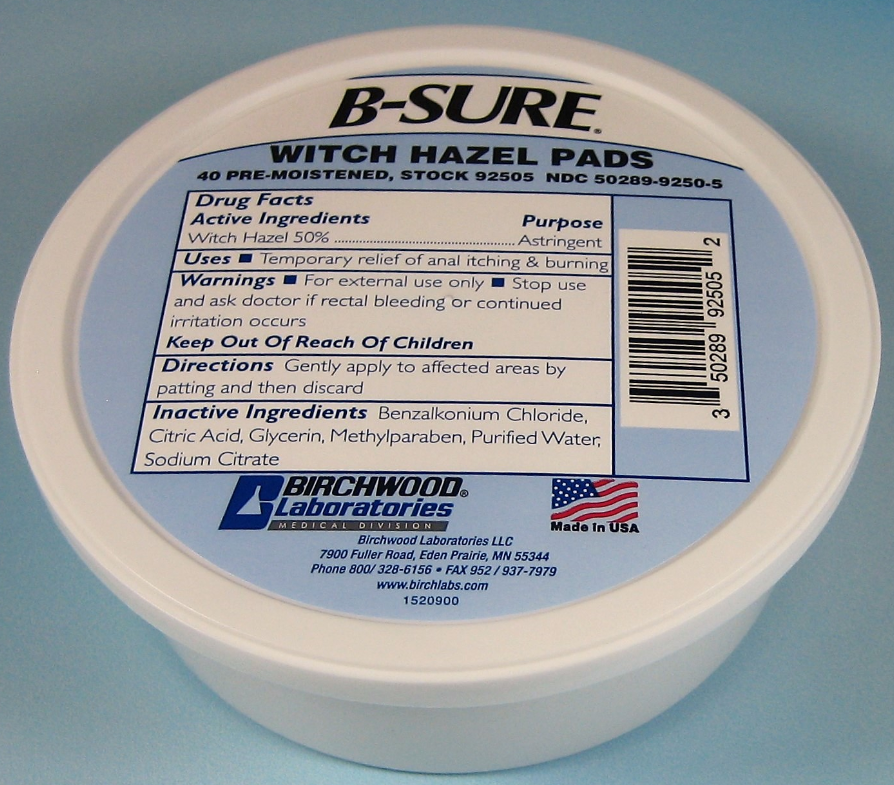 B-SURE®
WITCH HAZEL PADS
40 PRE-MOISTENED, STOCK 92505 NDC 50289-9250-5
Drug Facts
Active Ingredients Purpose
Witch Hazel 50% ........................................ Astringent
Uses ■ Temporary relief of anal itching & burning
Warnings ■ For external use only ■ Stop use
and ask doctor if rectal bleeding or continued
irritation occurs
Keep Out Of Reach Of Children
Directions Gently apply to affected areas by
patting and then discard
Inactive Ingredients Benzalkonium Chloride,
Citric Acid, Glycerin, Methylparaben, Purified Water,
Sodium Citrate
3 50289 92505 2
BIRCHWOOD®
Laboratories
MEDICAL DIVISION
Made in USA
Birchwood Laboratories LLC
7900 Fuller Road, Eden Prairie, MN 55344
Phone 800/ 328-6156 • FAX 952 / 937-7979
www.birchlabs.com
1520900